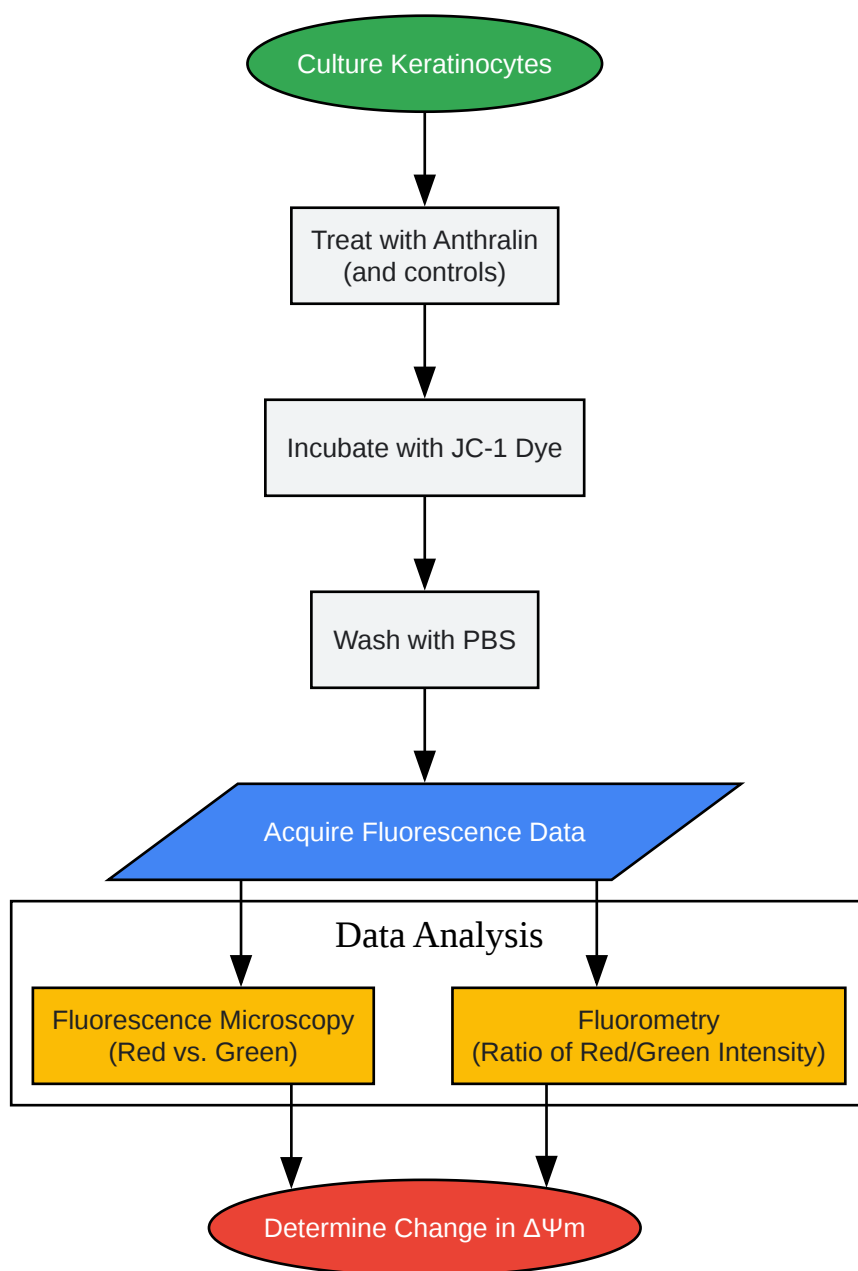 Culture Keratinocytes
Treat with Anthralin
(and controls)
Incubate with JC-1 Dye
Wash with PBS
Acquire Fluorescence Data
Data Analysis
Fluorescence Microscopy
(Red vs. Green)
Fluorometry
(Ratio of Red/Green Intensity)
Determine Change in ΔΨm